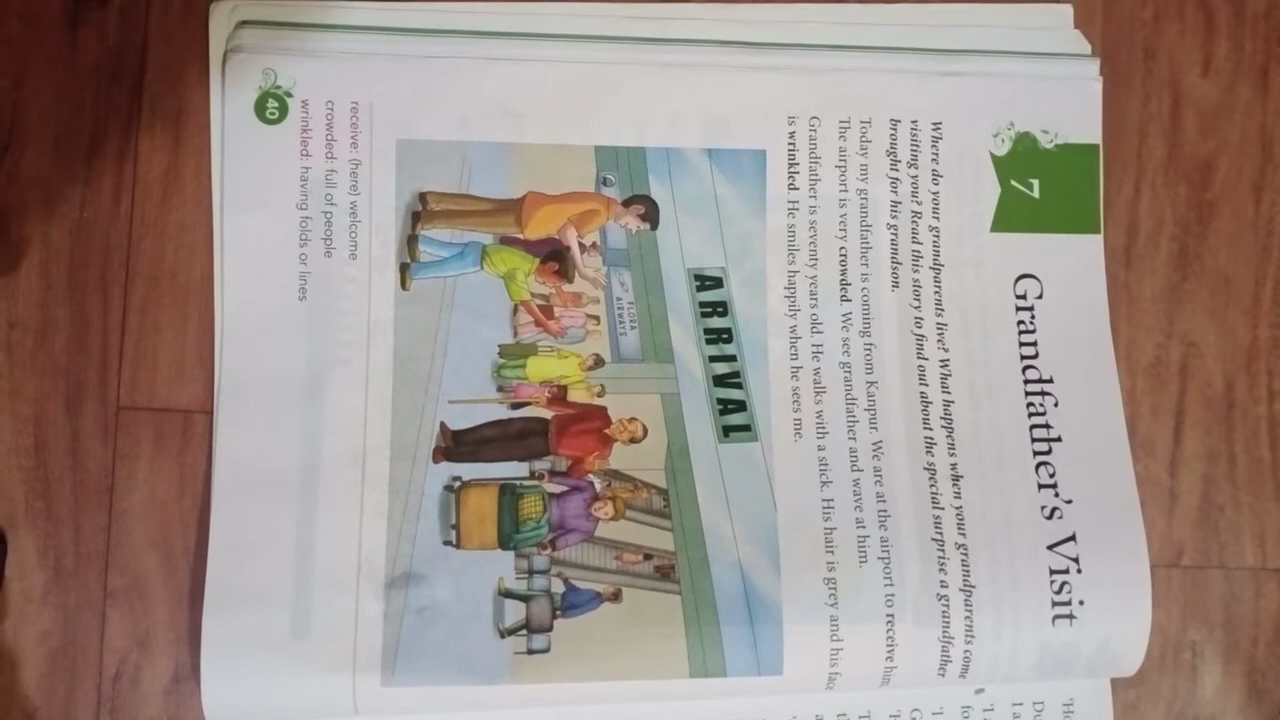 7
Grandfather's Visit
Where do your grandparents live? What happens when your grandparents come
visiting you? Read this story to find out about the special surprise a grandfather
brought for his grandson.
Today my grandfather is coming from Kanpur. We are at the airport to receive him.
The airport is very crowded. We see grandfather and wave at him.
Grandfather is seventy years old. He walks with a stick. His hair is grey and his face
is wrinkled. He smiles happily when he sees me.
ARRIVAL
FLORA
AIRWAYS
receive: (here) welcome
crowded: full of people
wrinkled: having folds or lines
40